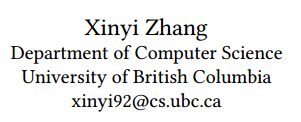 Xinyi Zhang
Department of Computer Science
University of British Columbia
xinyi92@cs.ubc.ca